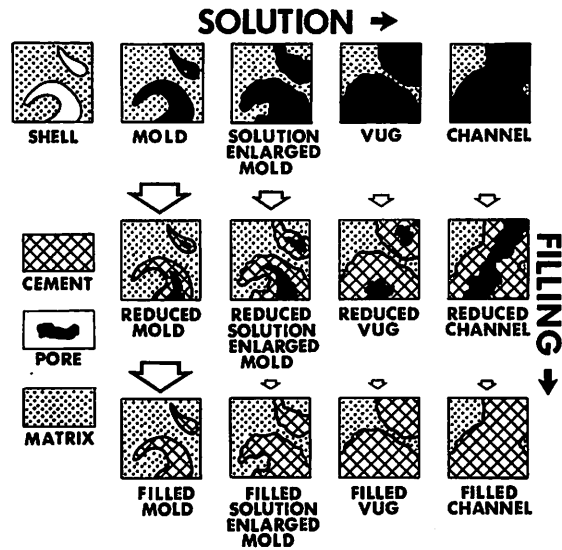 SOLUTION →
SHELL
MOLD
SOLUTION
ENLARGED
MOLD
VUG
CHANNEL
CEMENT
PORE
MATRIX
REDUCED
MOLD
REDUCED
SOLUTION
ENLARGED
MOLD
REDUCED
VUG
REDUCED
CHANNEL
FILLING →
FILLED
MOLD
FILLED
SOLUTION
ENLARGED
MOLD
FILLED
VUG
FILLED
CHANNEL